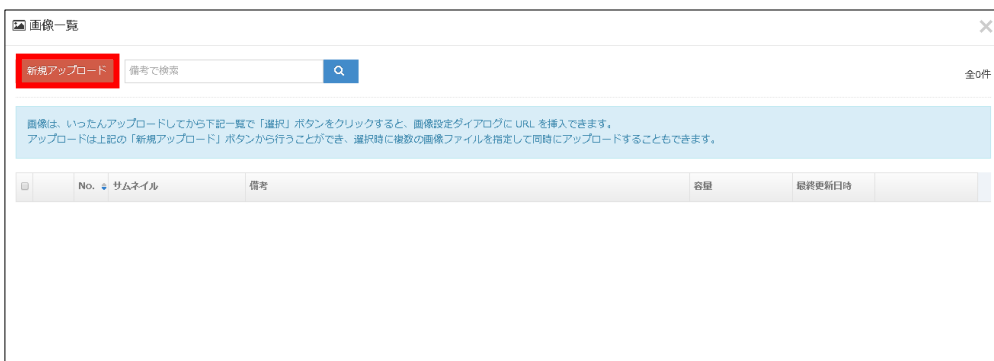 画像一覧
新規アップロード
備考で検索
全0件
画像は、いったんアップロードしてから下記一覧で「選択」ボタンをクリックすると、画像設定ダイアログに URL を挿入できます。
アップロードは上記の「新規アップロード」ボタンから行うことができ、選択時に複数の画像ファイルを指定して同時にアップロードすることもできます。
No. サムネイル 備考 容量 最終更新日時